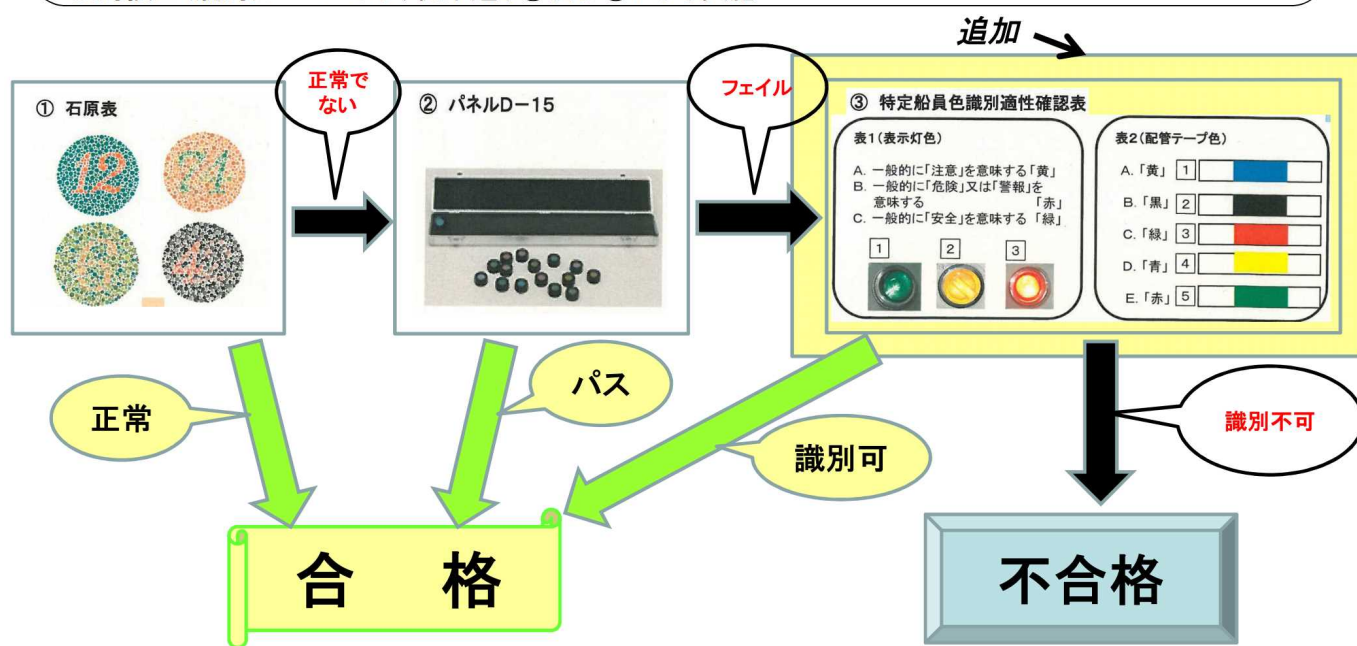 追加
① 石原表
12
74
6
正常で
ない
② パネルD－15
フェイル
③ 特定船員色識別適性確認表
表1(表示灯色)
A. 一般的に「注意」を意味する「黄」
B. 一般的に「危険」又は「警報」を
意味する 「赤」
C. 一般的に「安全」を意味する「緑」
1 2 3
表2(配管テープ色)
A.「黄」 1
B.「黒」 2
C.「緑」 3
D.「青」 4
E.「赤」 5
正常
パス
識別可
識別不可
合 格
不合格